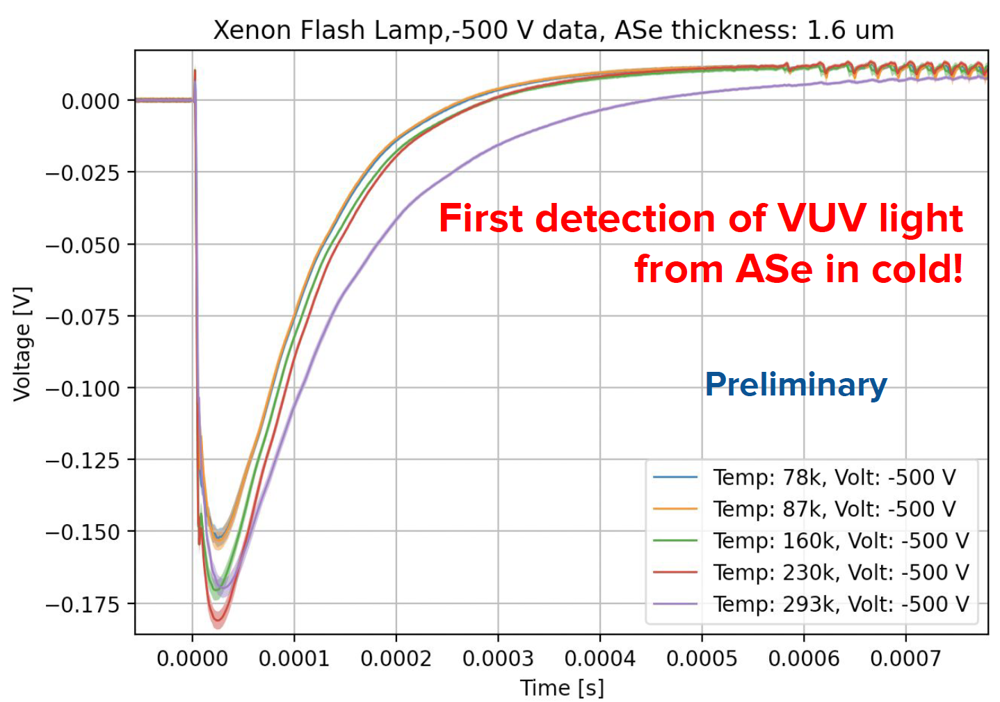 Xenon Flash Lamp,-500 V data, ASe thickness: 1.6 um
Voltage [V]
0.000
−0.025
−0.050
−0.075
−0.100
−0.125
−0.150
−0.175
First detection of VUV light
from ASe in cold!
Preliminary
Temp: 78k, Volt: -500 V
Temp: 87k, Volt: -500 V
Temp: 160k, Volt: -500 V
Temp: 230k, Volt: -500 V
Temp: 293k, Volt: -500 V
0.0000 0.0001 0.0002 0.0003 0.0004 0.0005 0.0006 0.0007
Time [s]